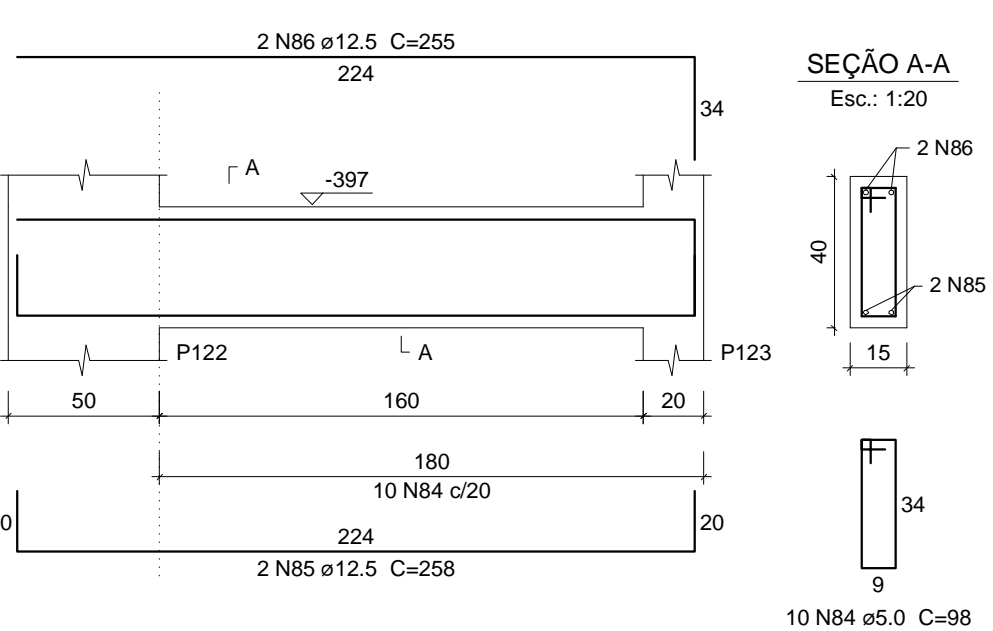 2 N86 ø12.5 C=255
224
34
SEÇÃO A-A
Esc.: 1:20
A
-397
2 N86
40
2 N85
15
P122
A
P123
50
160
20
180
10 N84 c/20
0
20
224
2 N85 ø12.5 C=258
34
9
10 N84 ø5.0 C=98